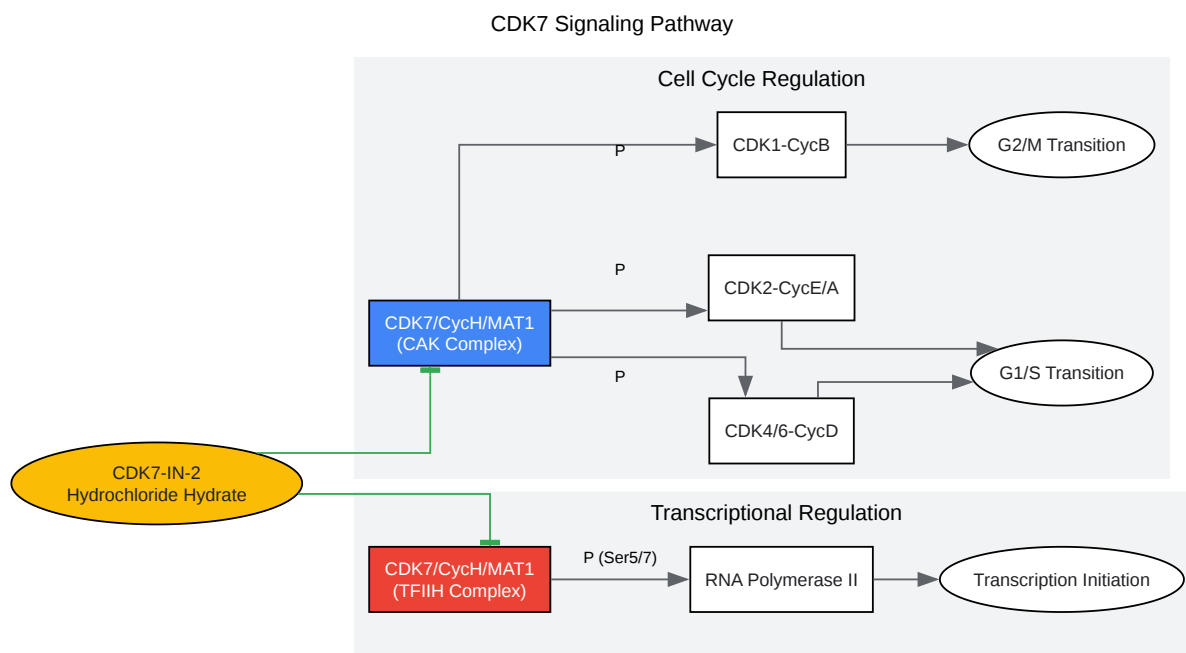 CDK7 Signaling Pathway
Cell Cycle Regulation
P
CDK1-CycB
G2/M Transition
P
CDK2-CycE/A
CDK7/CycH/MAT1
(CAK Complex)
P
G1/S Transition
CDK4/6-CycD
CDK7-IN-2
Hydrochloride Hydrate
Transcriptional Regulation
CDK7/CycH/MAT1
(TFIIH Complex)
P (Ser5/7)
RNA Polymerase II
Transcription Initiation